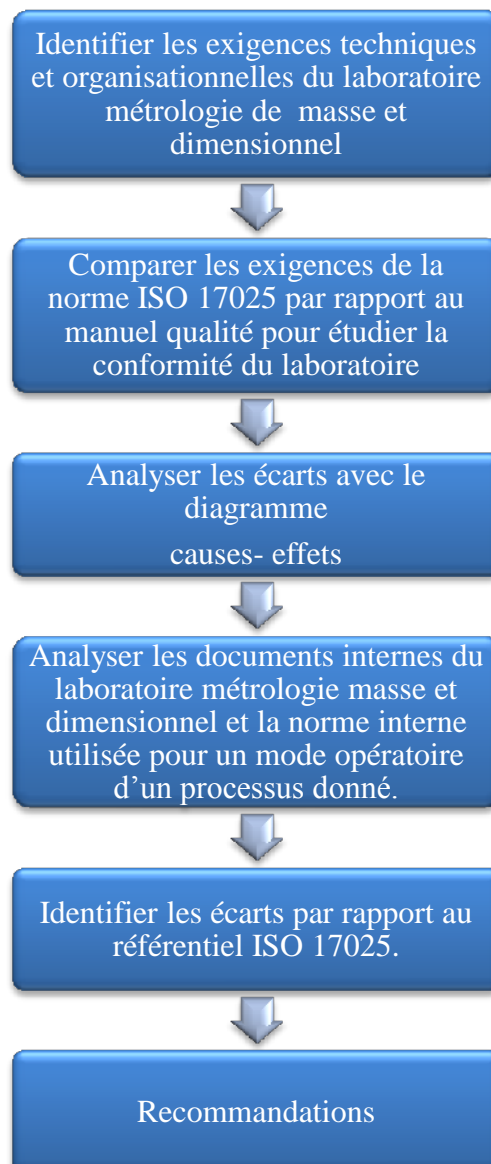 Identifier les exigences techniques
et organisationnelles du laboratoire
métrologie de masse et
dimensionnel
Comparer les exigences de la
norme ISO 17025 par rapport au
manuel qualité pour étudier la
conformité du laboratoire
Analyser les écarts avec le
diagramme
causes- effets
Analyser les documents internes du
laboratoire métrologie masse et
dimensionnel et la norme interne
utilisée pour un mode opératoire
d’un processus donné.
Identifier les écarts par rapport au
référentiel ISO 17025.
Recommandations